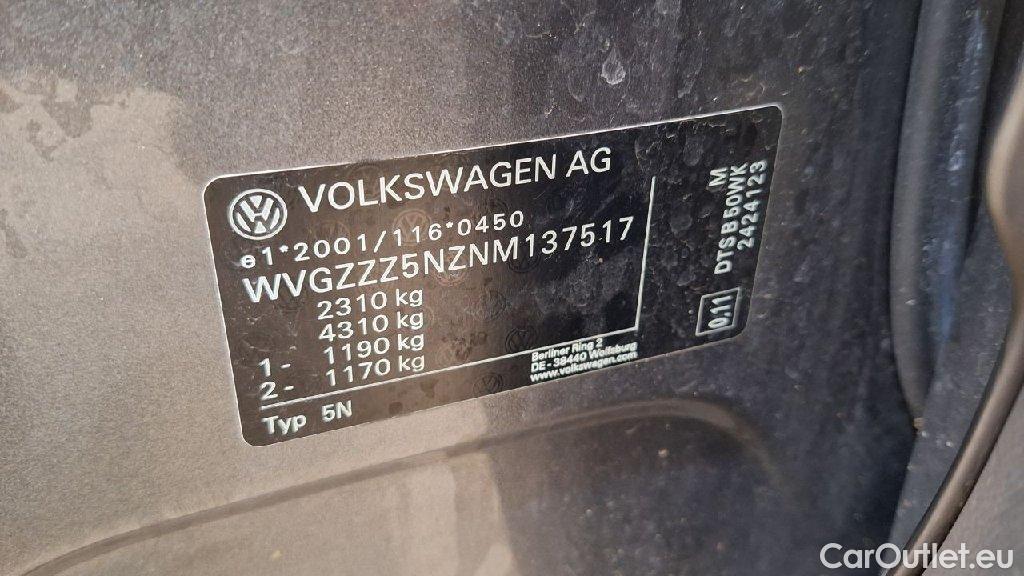 VOLKSWAGEN AG
e1*2001/116*0450
WVGZZZ5NZNM137517
2310 kg
4310 kg
1- 1190 kg
2- 1170 kg
Typ 5N
Berliner Ring 2
DE-38440 Wolfsburg
www.volkswagen.com
0.11
DTSB50WK M
2424123
CarOutlet.eu